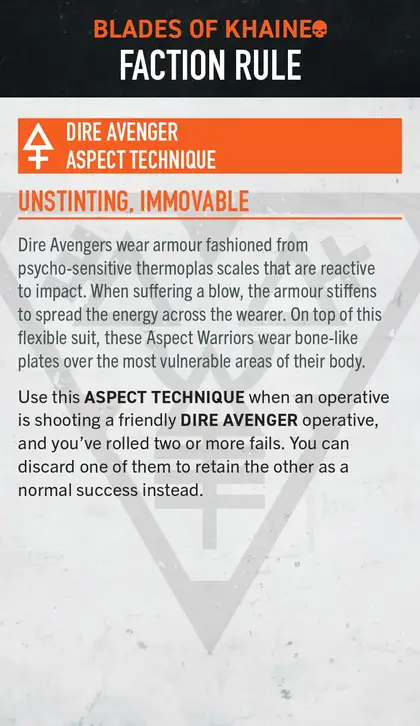 BLADES OF KHAINE
FACTION RULE
DIRE AVENGER
ASPECT TECHNIQUE
UNSTINTING, IMMOVABLE
Dire Avengers wear armour fashioned from
psycho-sensitive thermoplas scales that are reactive
to impact. When suffering a blow, the armour stiffens
to spread the energy across the wearer. On top of this
flexible suit, these Aspect Warriors wear bone-like
plates over the most vulnerable areas of their body.
Use this ASPECT TECHNIQUE when an operative
is shooting a friendly DIRE AVENGER operative,
and you’ve rolled two or more fails. You can
discard one of them to retain the other as a
normal success instead.